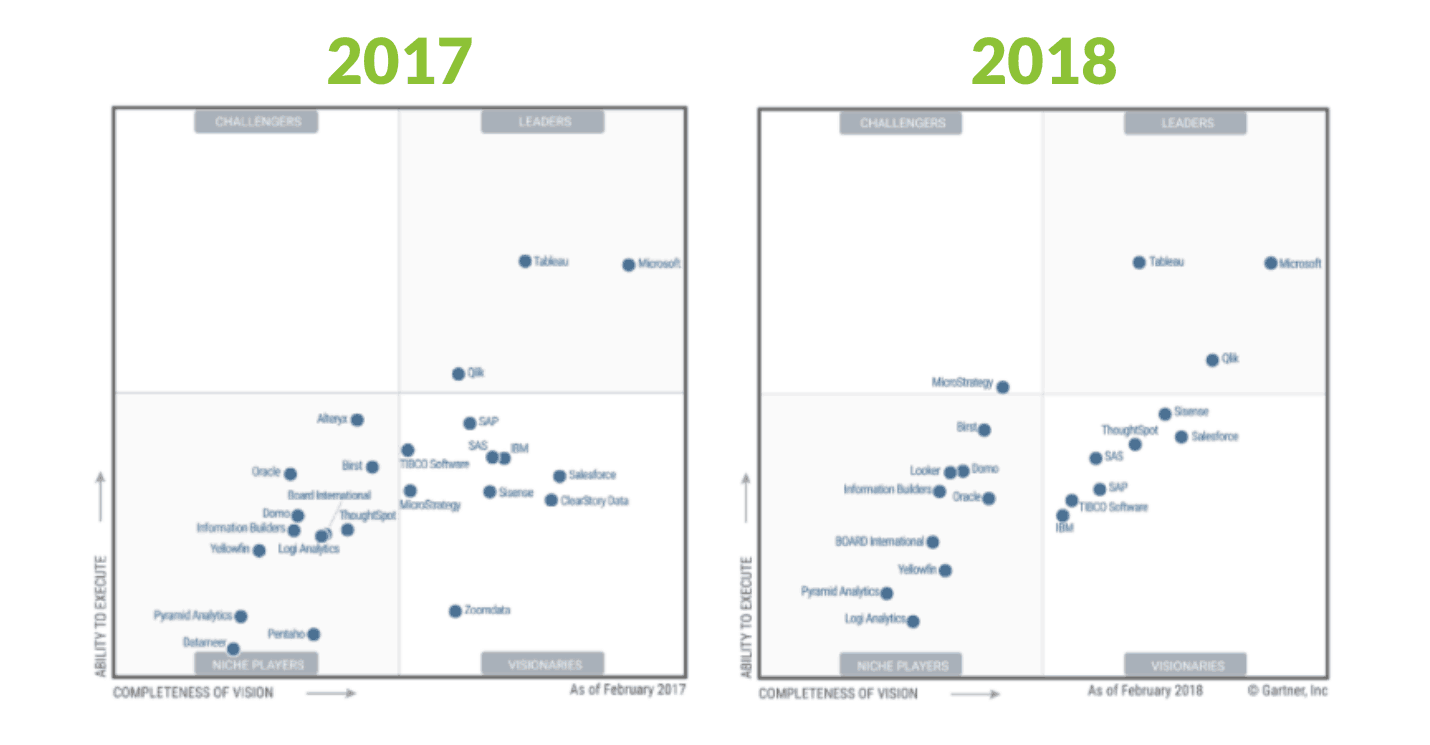 2017
CHALLENGERS
LEADERS
Tableau
Microsoft
Qlik
Alteryx
SAP
SAS
IBM
TIBCO Software
Birst
Oracle
Salesforce
Board International
MicroStrategy
Sisense
ClearStory Data
Domo
ThoughtSpot
Information Builders
Logi Analytics
Yellowfin
Zoomdata
Pyramid Analytics
Pentaho
Datameer
NICHE PLAYERS
VISIONARIES
ABILITY TO EXECUTE
COMPLETENESS OF VISION
As of February 2017
2018
CHALLENGERS
LEADERS
Tableau
Microsoft
Qlik
MicroStrategy
Sisense
Birst
ThoughtSpot
Salesforce
SAS
Looker
Domo
Information Builders
Oracle
SAP
TIBCO Software
IBM
BOARD International
Yellowfin
Pyramid Analytics
Logi Analytics
NICHE PLAYERS
VISIONARIES
ABILITY TO EXECUTE
COMPLETENESS OF VISION
As of February 2018
© Gartner, Inc